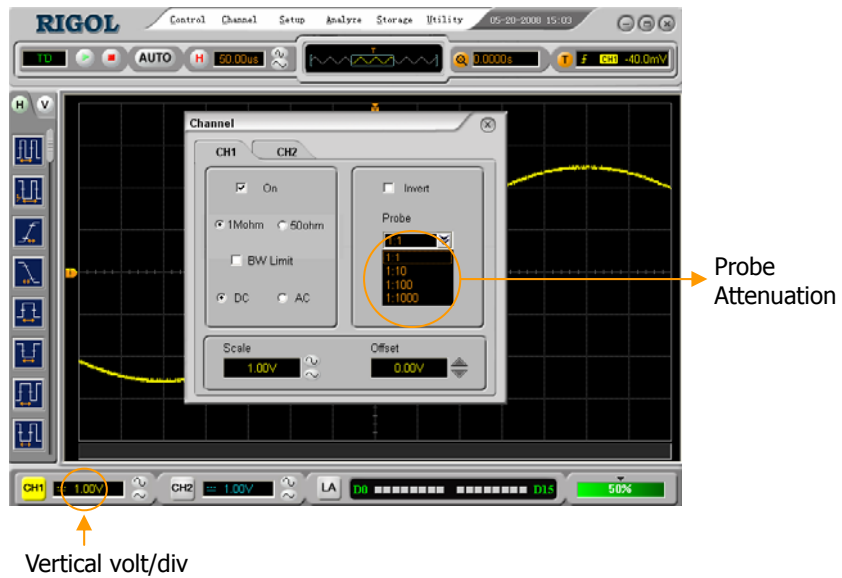 RIGOL Control Channel Setup Analyre Storage Utility 05-20-2008 15:03
TD AUTO H 50.00us T 0.0000s T CH1 -40.0mV
H V
Channel
CH1 CH2
On
Invert
1Mohm 50ohm
Probe
1:1
BW Limit
1:1
1:10
1:100
1:1000
DC AC
Probe
Attenuation
Scale Offset
1.00V 0.00V
CH1 1.00V CH2 1.00V LA D0 D15 50%
Vertical volt/div